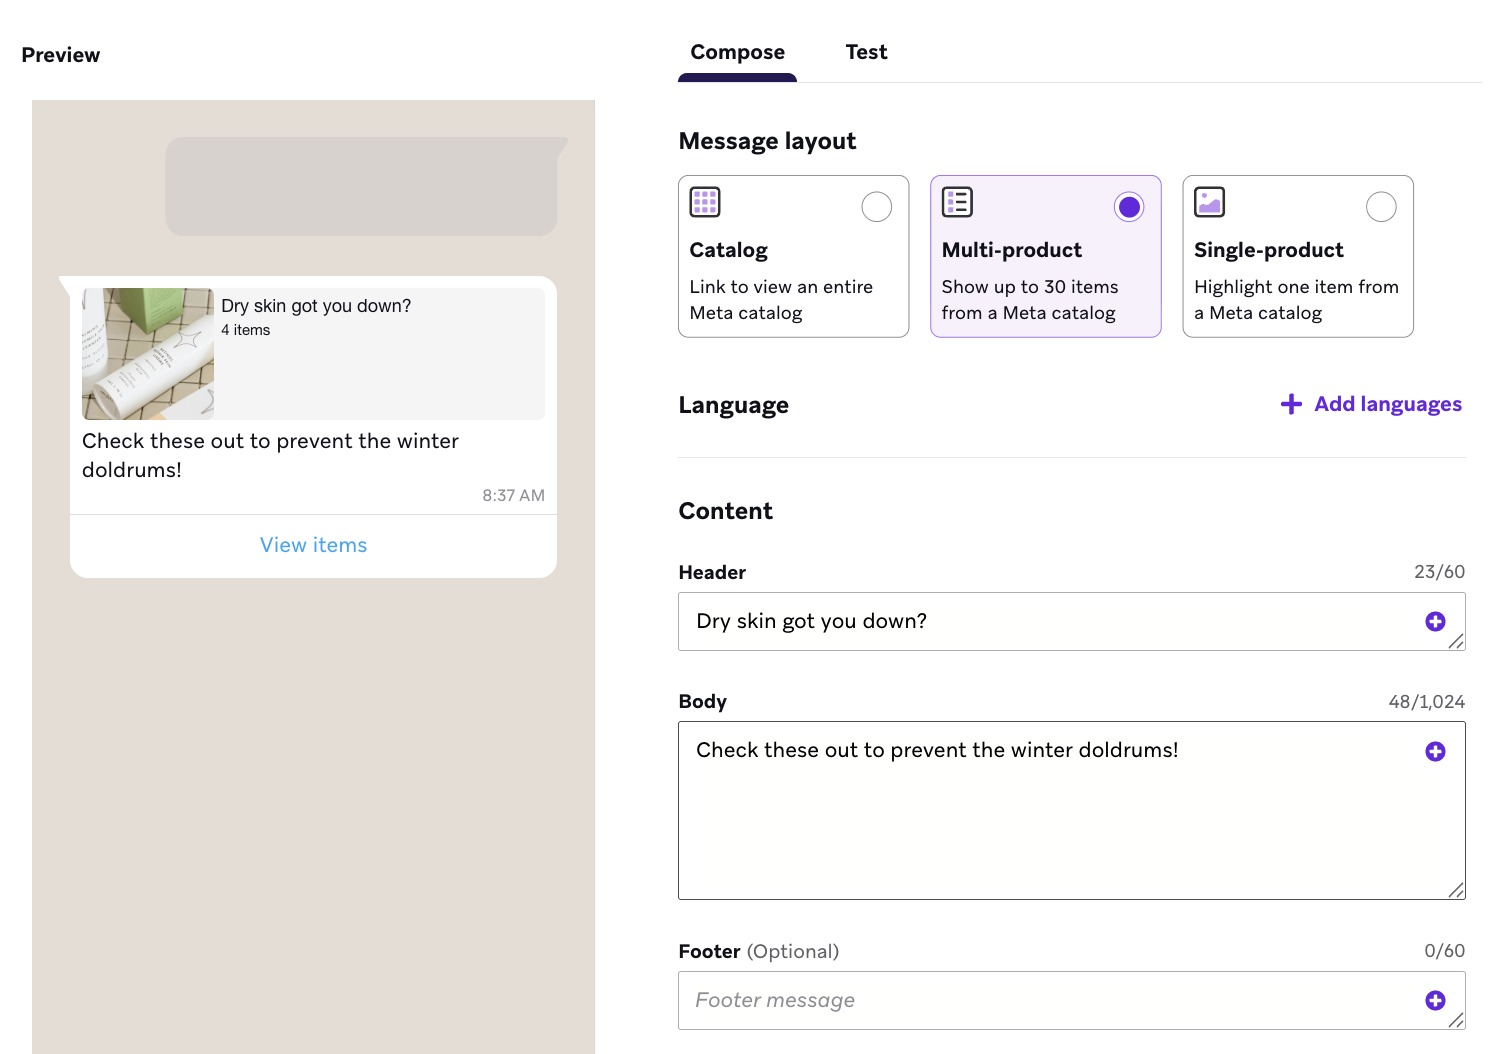 Preview
Dry skin got you down?
4 items
Check these out to prevent the winter
doldrums!
8:37 AM
View items
Compose
Test
Message layout
Catalog
Link to view an entire
Meta catalog
Multi-product
Show up to 30 items
from a Meta catalog
Single-product
Highlight one item from
a Meta catalog
Language
Add languages
Content
Header
23/60
Dry skin got you down?
Body
48/1,024
Check these out to prevent the winter doldrums!
Footer (Optional)
0/60
Footer message